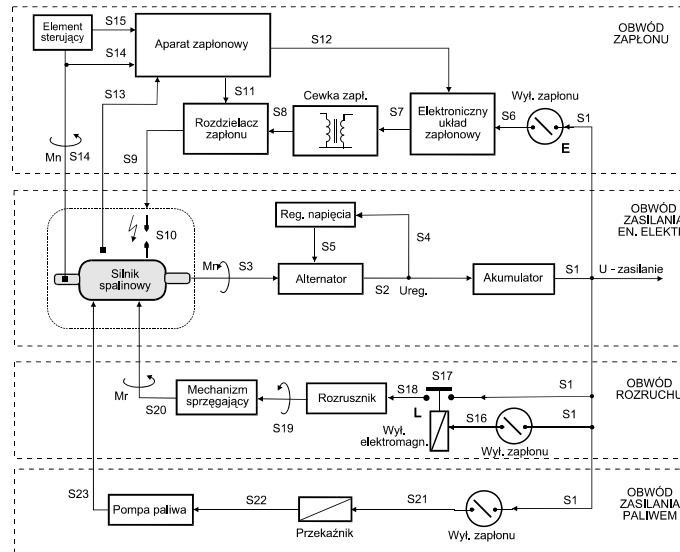 Element
sterujący
S15
S14
Aparat zapłonowy
S12
OBWÓD
ZAPŁONU
S13
S11
S8
Cewka zapł.
S7
Elektroniczny
układ
zapłonowy
S6
Wył. zapłonu
S1
E
Rozdzielacz
zapłonu
Mn
S14
S9
S10
Silnik
spalinowy
Mn
S3
Reg. napięcia
S5
S4
Alternator
S2
Ureg.
Akumulator
S1
U - zasilanie
OBWÓD
ZASILANIA
EN. ELEKTR
Mr
S20
Mechanizm
sprzęgający
S19
Rozrusznik
S18
S17
L
Wył.
elektromagn.
S16
S1
S1
Wył. zapłonu
OBWÓD
ROZRUCHU
S23
Pompa paliwa
S22
Przekaźnik
S21
Wył. zapłonu
S1
OBWÓD
ZASILANIA
PALIWEM